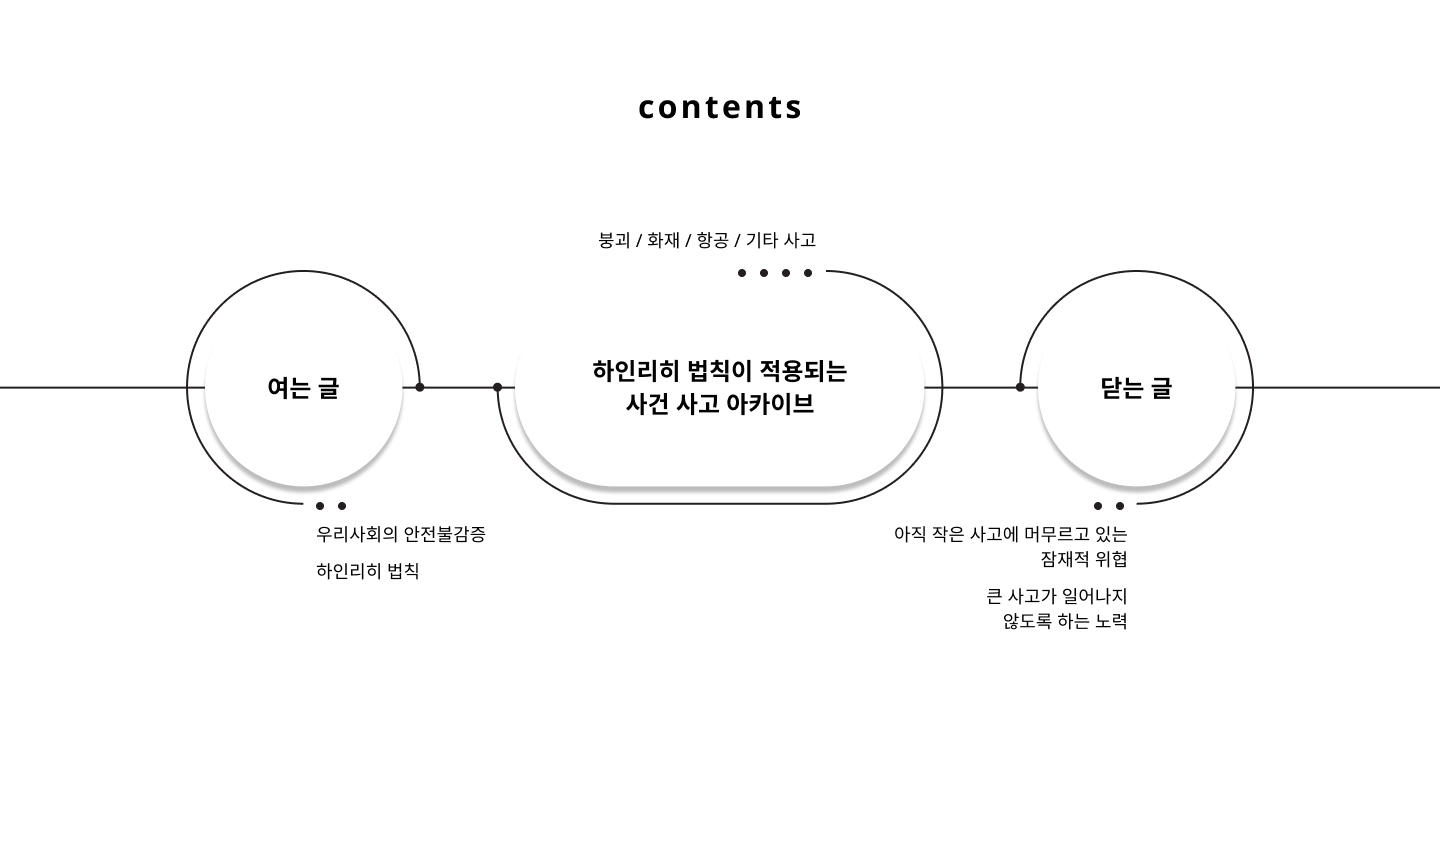 contents
붕괴 / 화재 / 항공 / 기타 사고
여는 글
하인리히 법칙이 적용되는
사건 사고 아카이브
닫는 글
우리사회의 안전불감증
하인리히 법칙
아직 작은 사고에 머무르고 있는
잠재적 위협
큰 사고가 일어나지
않도록 하는 노력